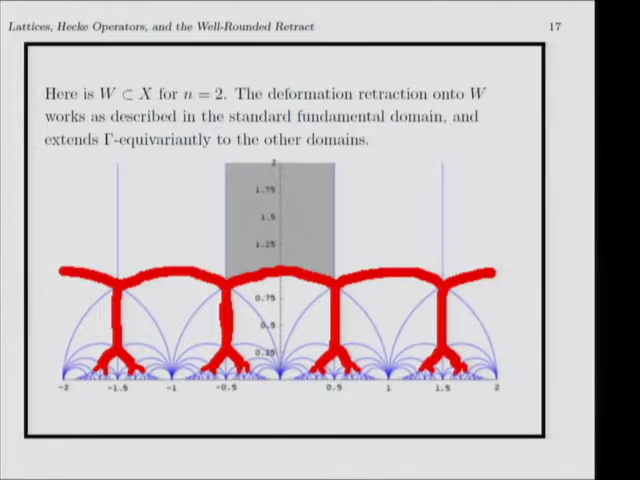 Lattices, Hecke Operators, and the Well-Rounded Retract 17
Here is W ⊂ X for n = 2. The deformation retraction onto W
works as described in the standard fundamental domain, and
extends Γ-equivariantly to the other domains.
2
1.75
1.5
1.25
0.75
0.5
0.25
-2 -1.5 -1 -0.5 0.5 1 1.5 2